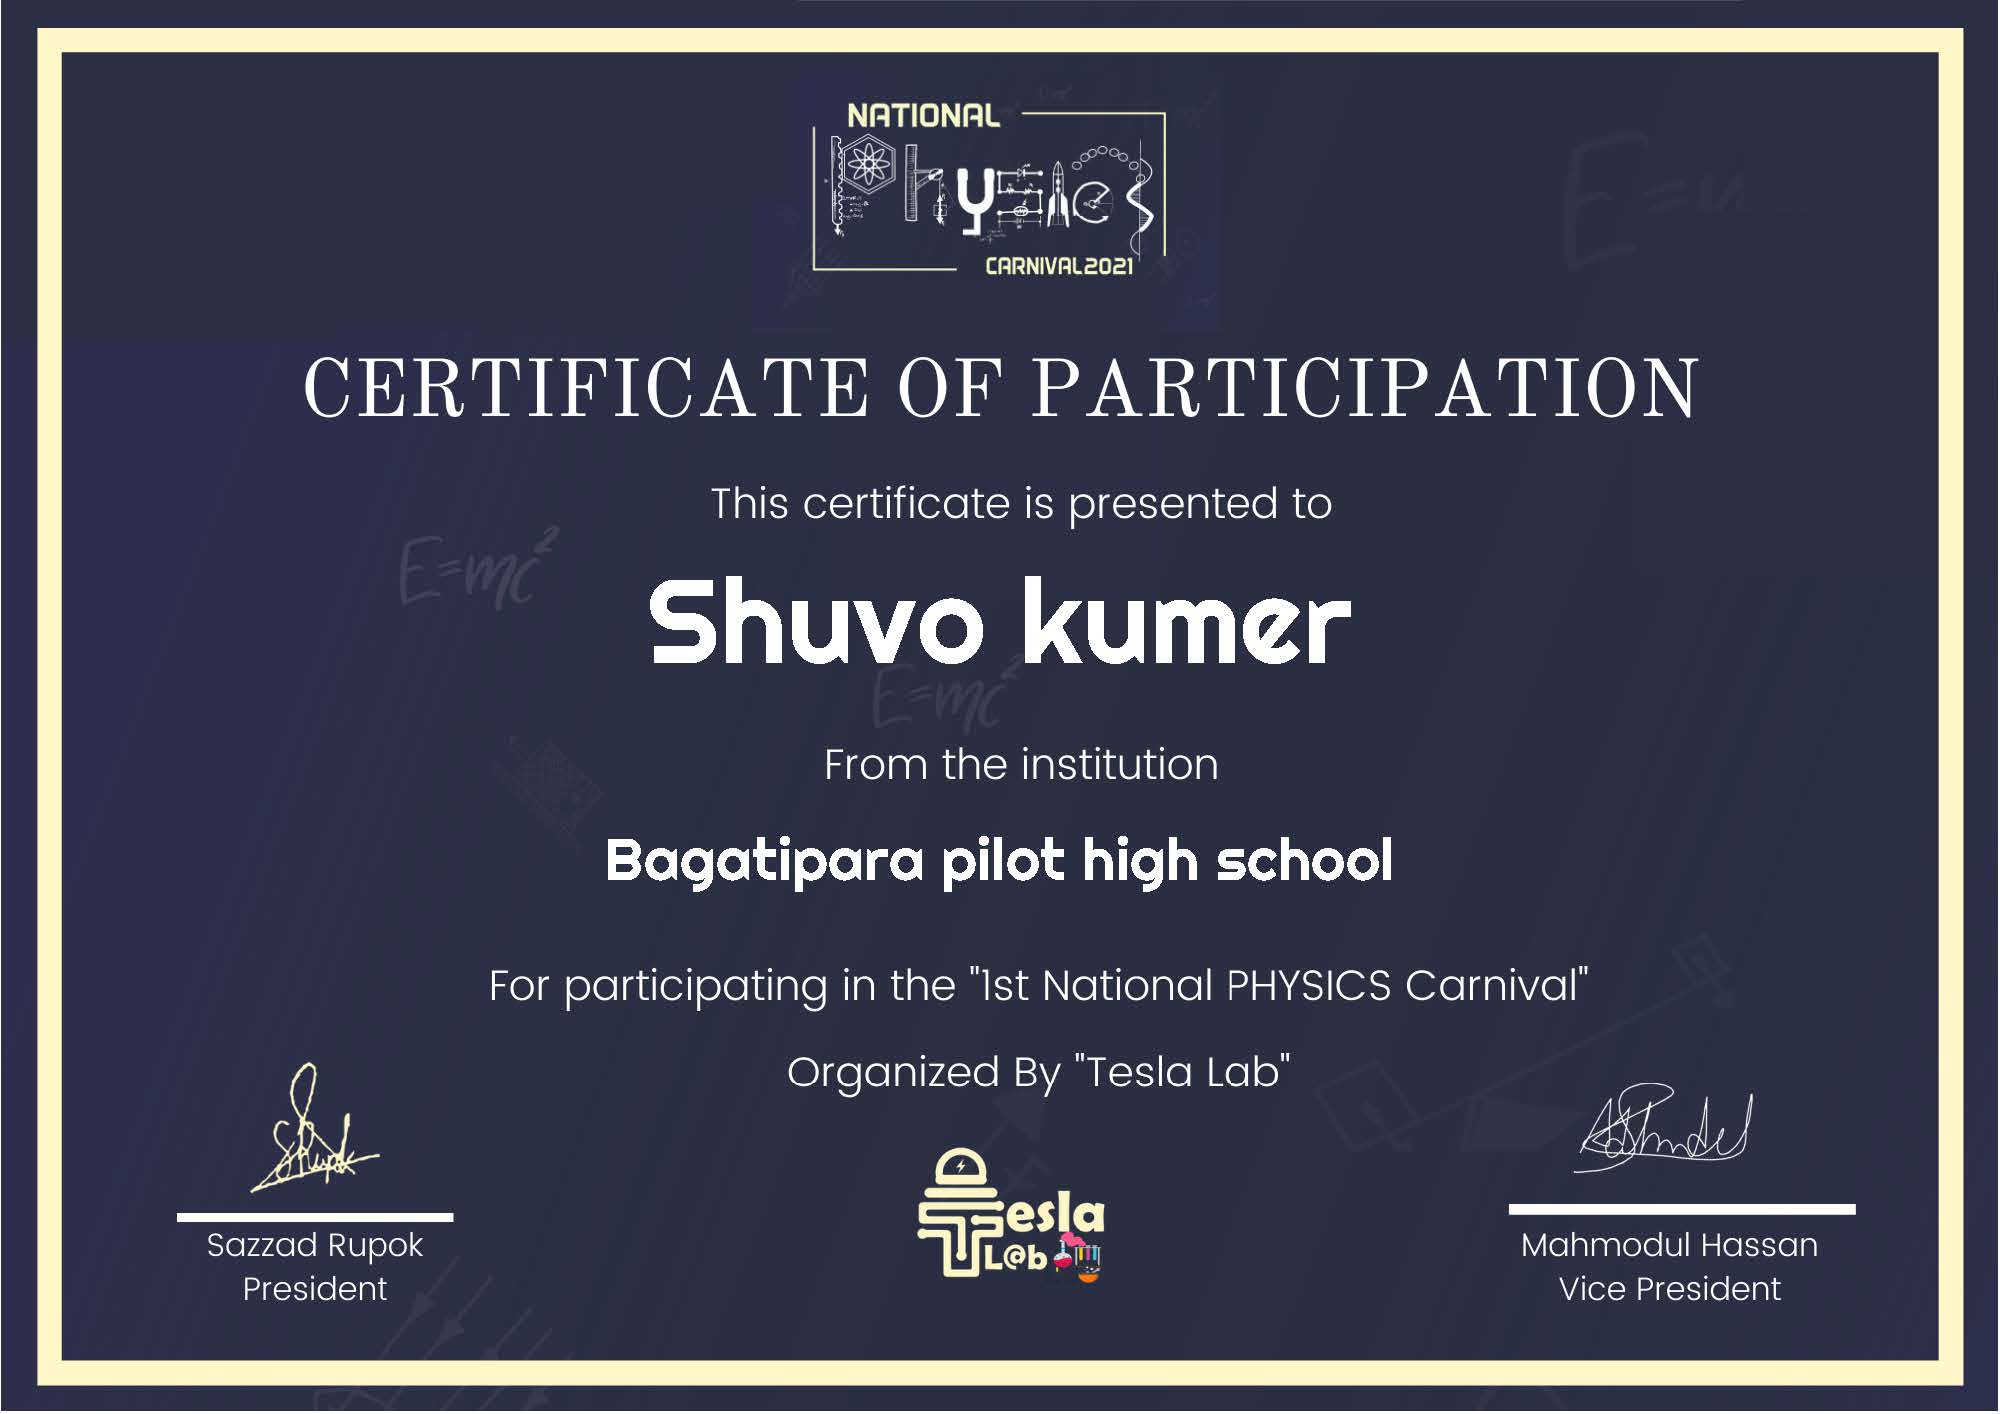 NATIONAL
Physics
CARNIVAL2021
CERTIFICATE OF PARTICIPATION
This certificate is presented to
E=mc²
Shuvo kumer
E=mc²
From the institution
Bagatipara pilot high school
For participating in the "1st National PHYSICS Carnival"
Organized By "Tesla Lab"
Tesla
L@b
Sazzad Rupok
President
Mahmodul Hassan
Vice President